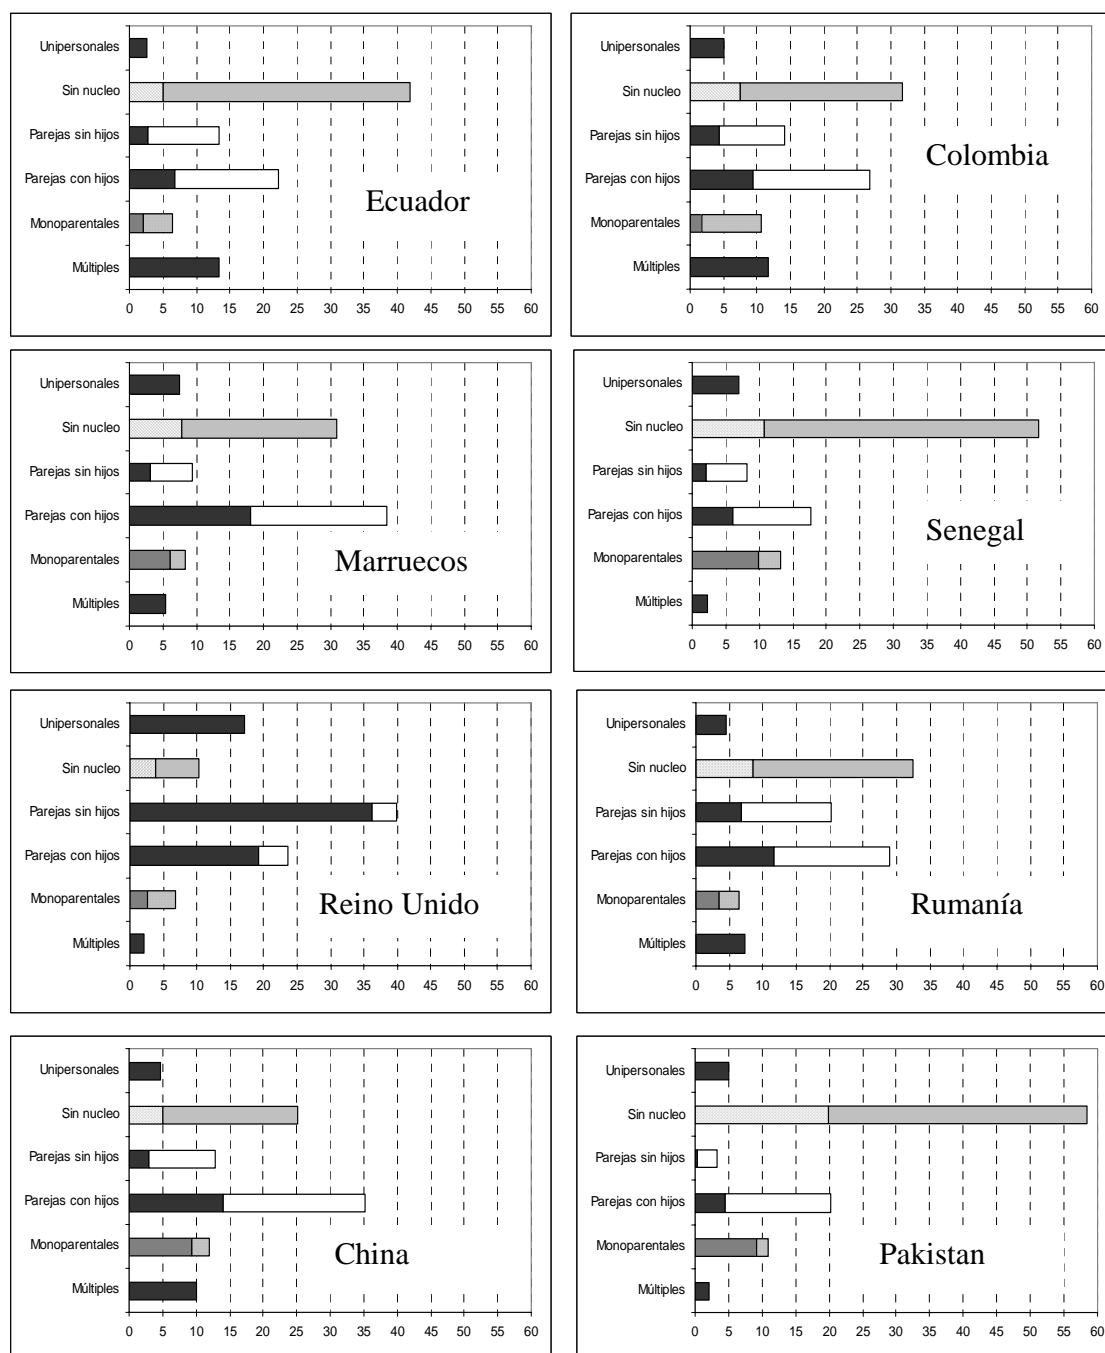 Unipersonales
Sin nucleo
Parejas sin hijos
Parejas con hijos
Monoparentales
Múltiples
0 5 10 15 20 25 30 35 40 45 50 55 60
Ecuador
Unipersonales
Sin nucleo
Parejas sin hijos
Parejas con hijos
Monoparentales
Múltiples
0 5 10 15 20 25 30 35 40 45 50 55 60
Colombia
Unipersonales
Sin nucleo
Parejas sin hijos
Parejas con hijos
Monoparentales
Múltiples
0 5 10 15 20 25 30 35 40 45 50 55 60
Marruecos
Unipersonales
Sin nucleo
Parejas sin hijos
Parejas con hijos
Monoparentales
Múltiples
0 5 10 15 20 25 30 35 40 45 50 55 60
Senegal
Unipersonales
Sin nucleo
Parejas sin hijos
Parejas con hijos
Monoparentales
Múltiples
0 5 10 15 20 25 30 35 40 45 50 55 60
Reino Unido
Unipersonales
Sin nucleo
Parejas sin hijos
Parejas con hijos
Monoparentales
Múltiples
0 5 10 15 20 25 30 35 40 45 50 55 60
Rumanía
Unipersonales
Sin nucleo
Parejas sin hijos
Parejas con hijos
Monoparentales
Múltiples
0 5 10 15 20 25 30 35 40 45 50 55 60
China
Unipersonales
Sin nucleo
Parejas sin hijos
Parejas con hijos
Monoparentales
Múltiples
0 5 10 15 20 25 30 35 40 45 50 55 60
Pakistan